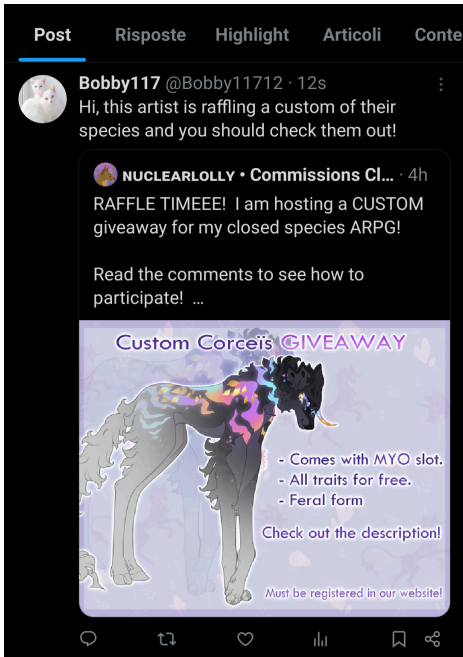 Post Risposte Highlight Articoli Conte
Bobby117 @Bobby11712 · 12s
Hi, this artist is raffling a custom of their
species and you should check them out!
NUCLEARLOLLY • Commissions Cl... · 4h
RAFFLE TIMEEE! I am hosting a CUSTOM
giveaway for my closed species ARPG!
Read the comments to see how to
participate! ...
Custom Corceïs GIVEAWAY
- Comes with MYO slot.
- All traits for free.
- Feral form
Check out the description!
Must be registered in our website!